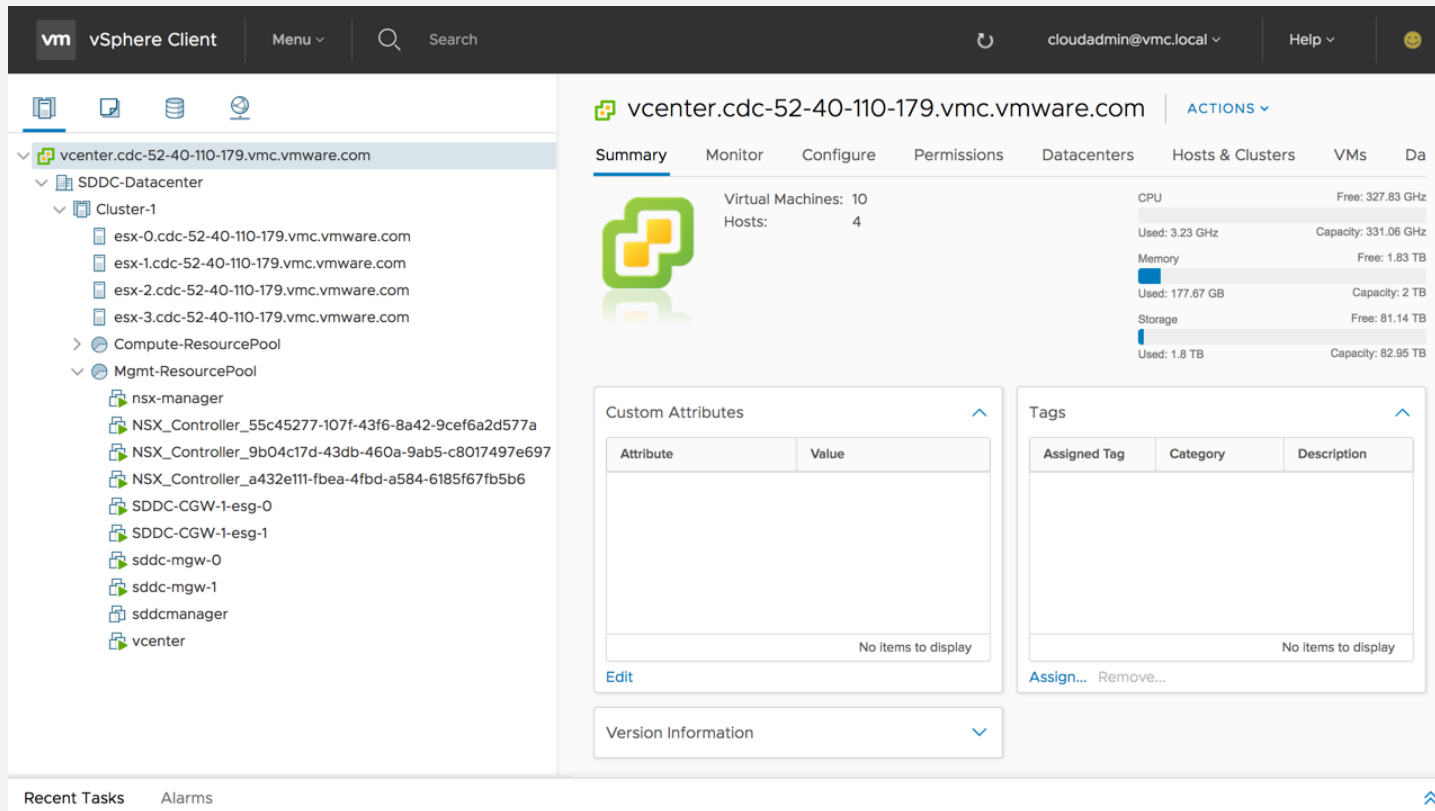 vm vSphere Client Menu Search cloudadmin@vmc.local Help
vcenter.cdc-52-40-110-179.vmc.vmware.com
SDDC-Datacenter
Cluster-1
esx-0.cdc-52-40-110-179.vmc.vmware.com
esx-1.cdc-52-40-110-179.vmc.vmware.com
esx-2.cdc-52-40-110-179.vmc.vmware.com
esx-3.cdc-52-40-110-179.vmc.vmware.com
Compute-ResourcePool
Mgmt-ResourcePool
nsx-manager
NSX_Controller_55c45277-107f-43f6-8a42-9cef6a2d577a
NSX_Controller_9b04c17d-43db-460a-9ab5-c8017497e697
NSX_Controller_a432e111-fbea-4fbd-a584-6185f67fb5b6
SDDC-CGW-1-esg-0
SDDC-CGW-1-esg-1
sddc-mgw-0
sddc-mgw-1
sddcmanager
vcenter
vcenter.cdc-52-40-110-179.vmc.vmware.com ACTIONS
Summary Monitor Configure Permissions Datacenters Hosts & Clusters VMs Da
Virtual Machines: 10
Hosts: 4
CPU Free: 327.83 GHz
Used: 3.23 GHz Capacity: 331.06 GHz
Memory Free: 1.83 TB
Used: 177.67 GB Capacity: 2 TB
Storage Free: 81.14 TB
Used: 1.8 TB Capacity: 82.95 TB
Custom Attributes
Attribute Value
No items to display
Edit
Tags
Assigned Tag Category Description
No items to display
Assign... Remove...
Version Information
Recent Tasks Alarms